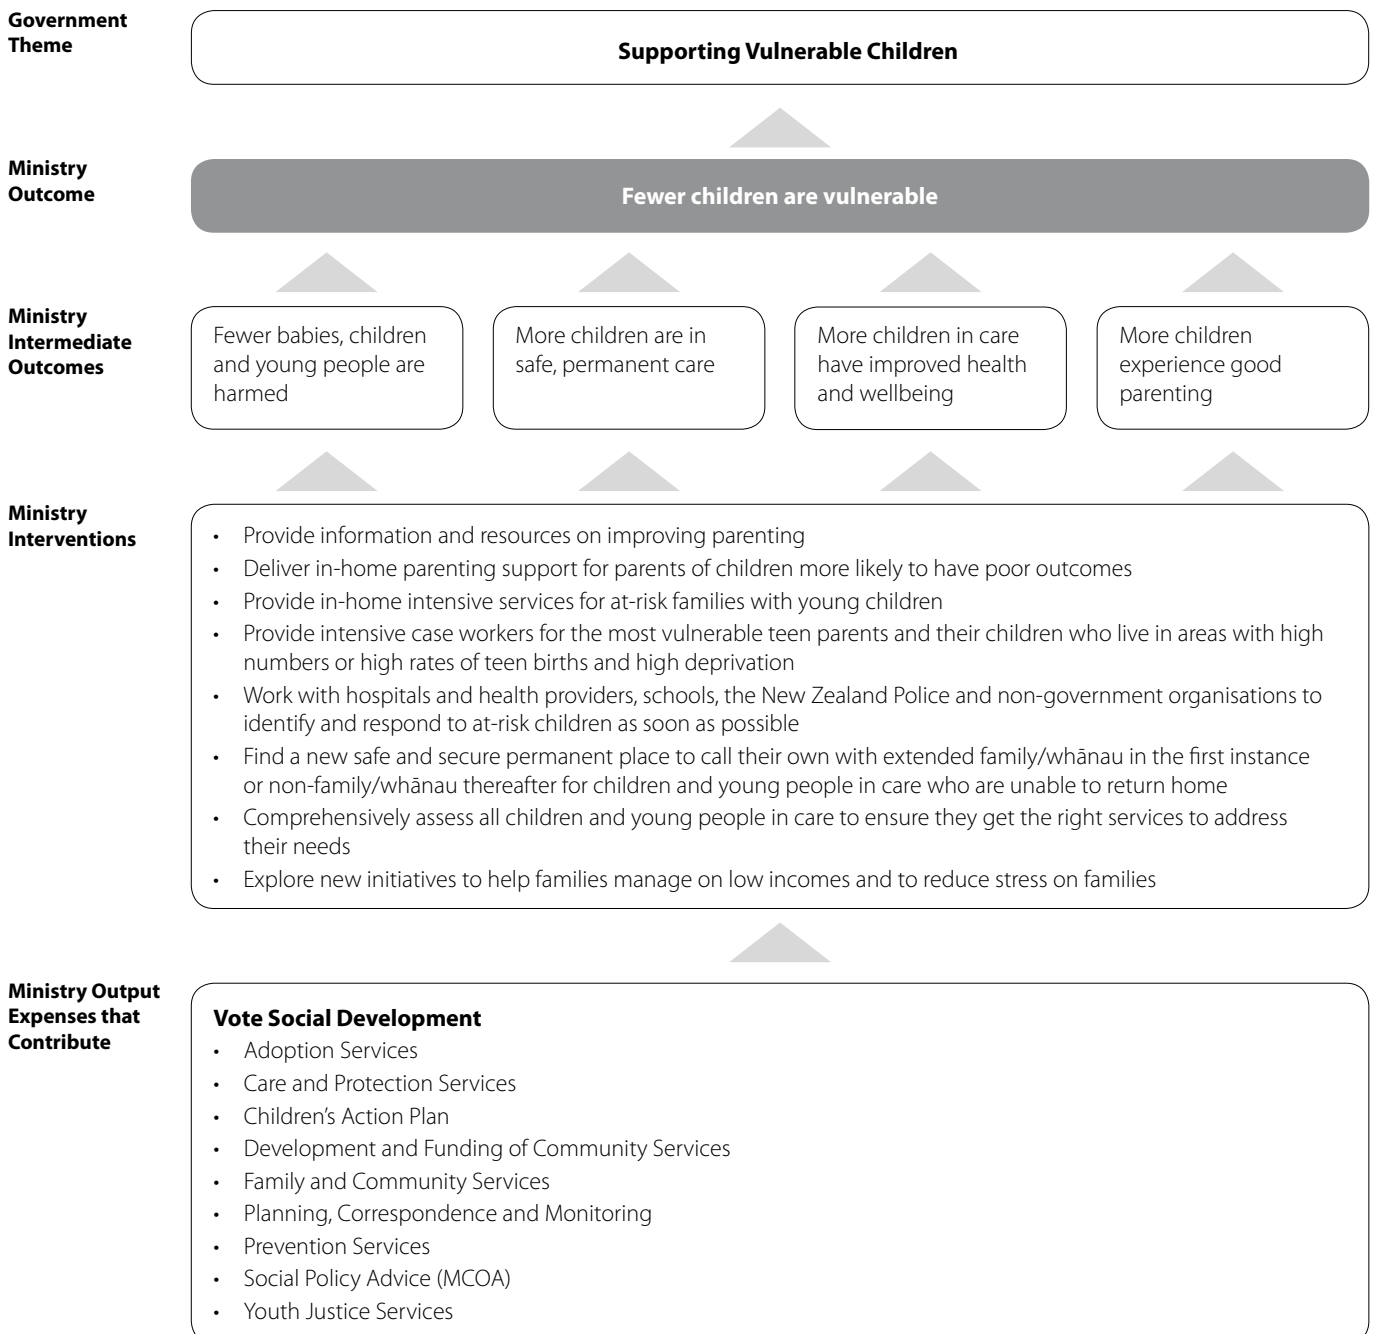 Government
Theme
Supporting Vulnerable Children
Ministry
Outcome
Fewer children are vulnerable
Ministry
Intermediate
Outcomes
Fewer babies, children
and young people are
harmed
More children are in
safe, permanent care
More children in care
have improved health
and wellbeing
More children
experience good
parenting
Ministry
Interventions
• Provide information and resources on improving parenting
• Deliver in-home parenting support for parents of children more likely to have poor outcomes
• Provide in-home intensive services for at-risk families with young children
• Provide intensive case workers for the most vulnerable teen parents and their children who live in areas with high
numbers or high rates of teen births and high deprivation
• Work with hospitals and health providers, schools, the New Zealand Police and non-government organisations to
identify and respond to at-risk children as soon as possible
• Find a new safe and secure permanent place to call their own with extended family/whānau in the first instance
or non-family/whānau thereafter for children and young people in care who are unable to return home
• Comprehensively assess all children and young people in care to ensure they get the right services to address
their needs
• Explore new initiatives to help families manage on low incomes and to reduce stress on families
Ministry Output
Expenses that
Contribute
Vote Social Development
• Adoption Services
• Care and Protection Services
• Children’s Action Plan
• Development and Funding of Community Services
• Family and Community Services
• Planning, Correspondence and Monitoring
• Prevention Services
• Social Policy Advice (MCOA)
• Youth Justice Services